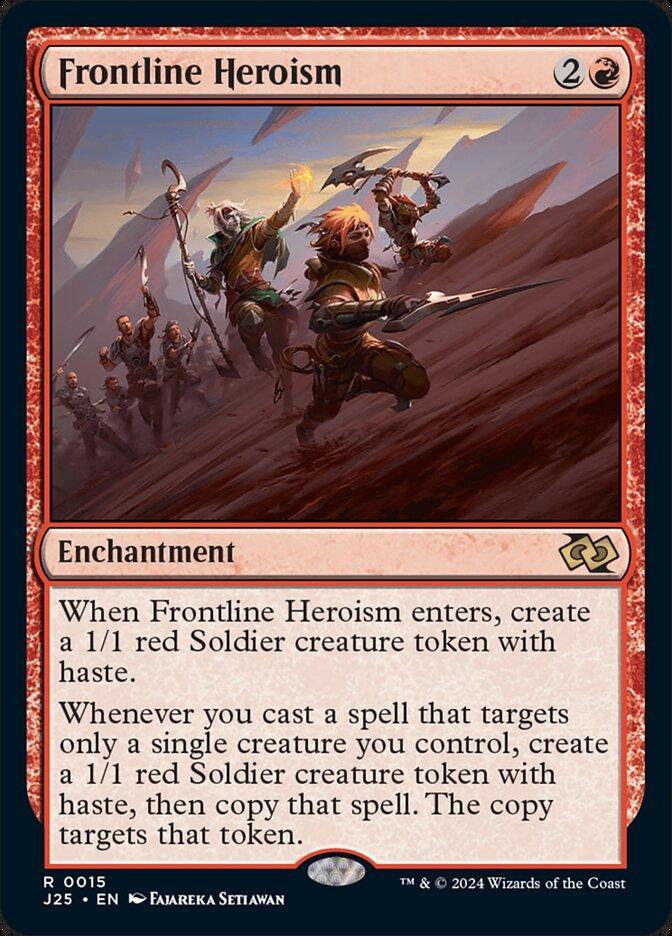 Frontline Heroism 2
Enchantment
When Frontline Heroism enters, create
a 1/1 red Soldier creature token with
haste.
Whenever you cast a spell that targets
only a single creature you control, create
a 1/1 red Soldier creature token with
haste, then copy that spell. The copy
targets that token.
R 0015
J25 • EN Fajareka Setiawan
™ & © 2024 Wizards of the Coast